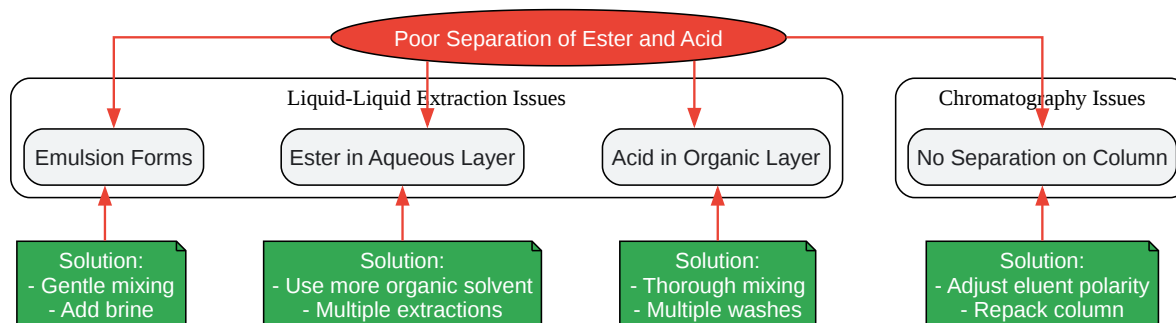 Poor Separation of Ester and Acid
Liquid-Liquid Extraction Issues
Chromatography Issues
Emulsion Forms
Ester in Aqueous Layer
Acid in Organic Layer
No Separation on Column
Solution:
- Gentle mixing
- Add brine
Solution:
- Use more organic solvent
- Multiple extractions
Solution:
- Thorough mixing
- Multiple washes
Solution:
- Adjust eluent polarity
- Repack column